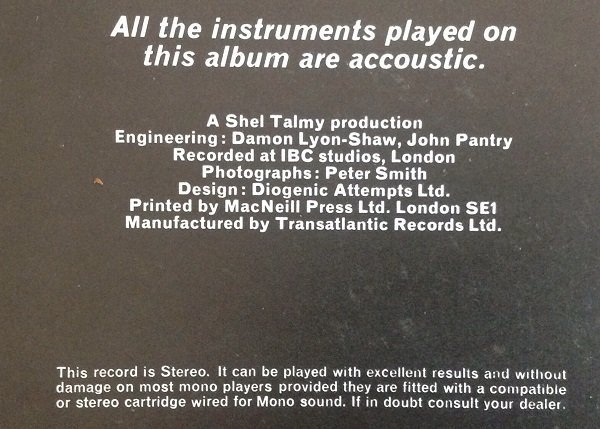 All the instruments played on
this album are accoustic.
A Shel Talmy production
Engineering: Damon Lyon-Shaw, John Pantry
Recorded at IBC studios, London
Photographs: Peter Smith
Design: Diogenic Attempts Ltd.
Printed by MacNeill Press Ltd. London SE1
Manufactured by Transatlantic Records Ltd.
This record is Stereo. It can be played with excellent results and without
damage on most mono players provided they are fitted with a compatible
or stereo cartridge wired for Mono sound. If in doubt consult your dealer.